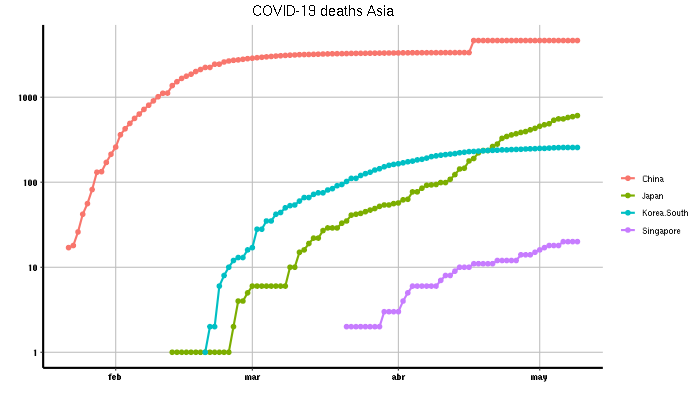 COVID-19 deaths Asia
1000
100
10
1
feb mar abr may
China
Japan
Korea.South
Singapore